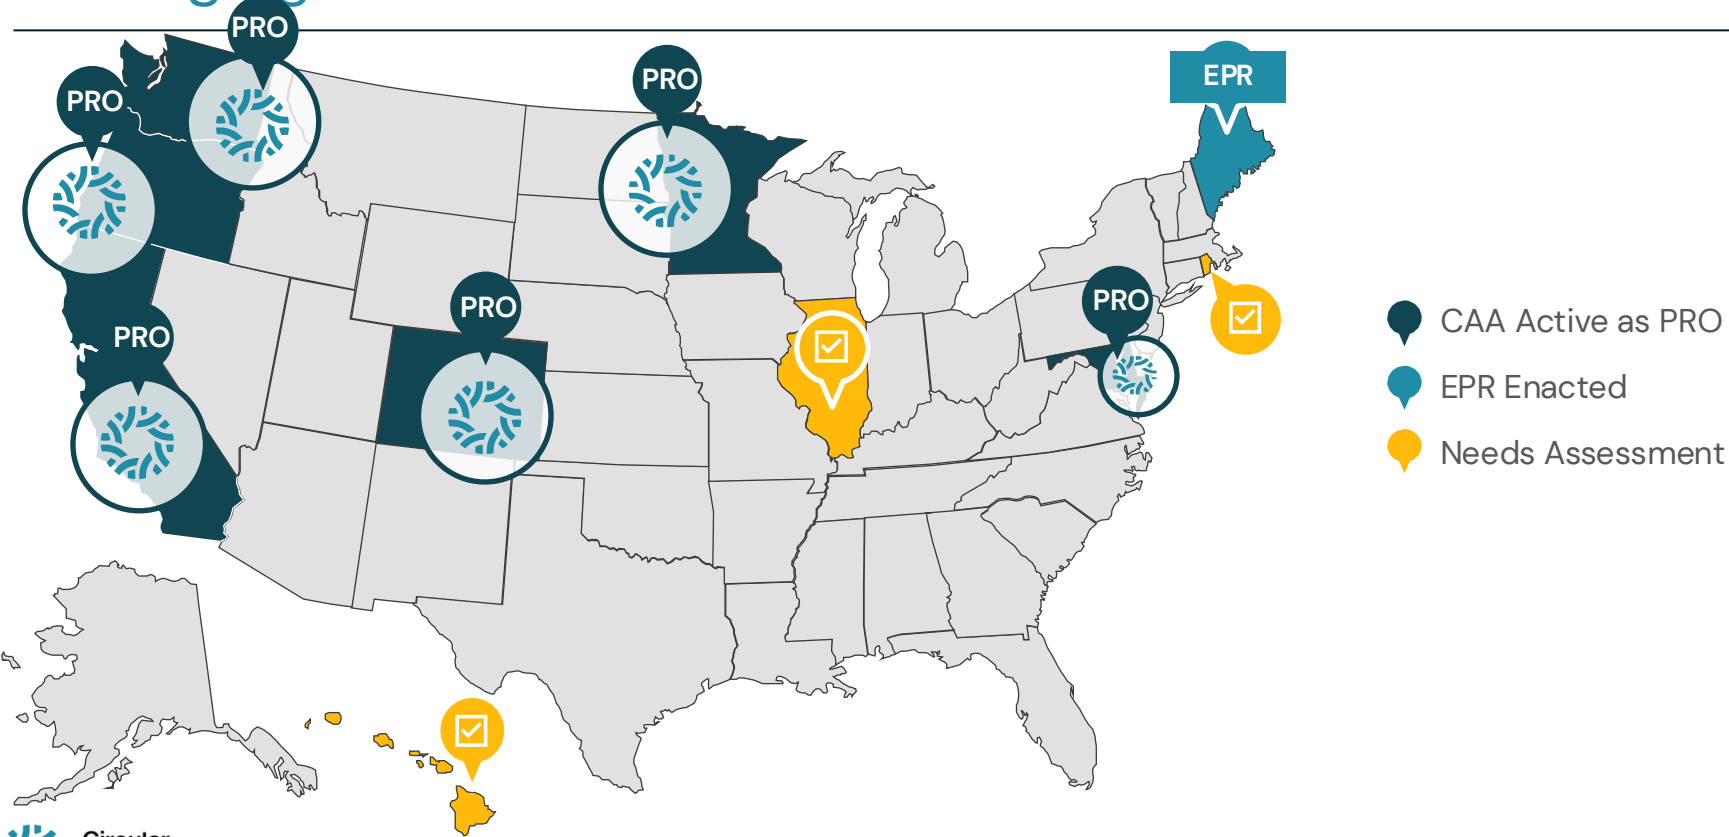 PRO
PRO
PRO
EPR
PRO
PRO
PRO
CAA Active as PRO
EPR Enacted
Needs Assessment